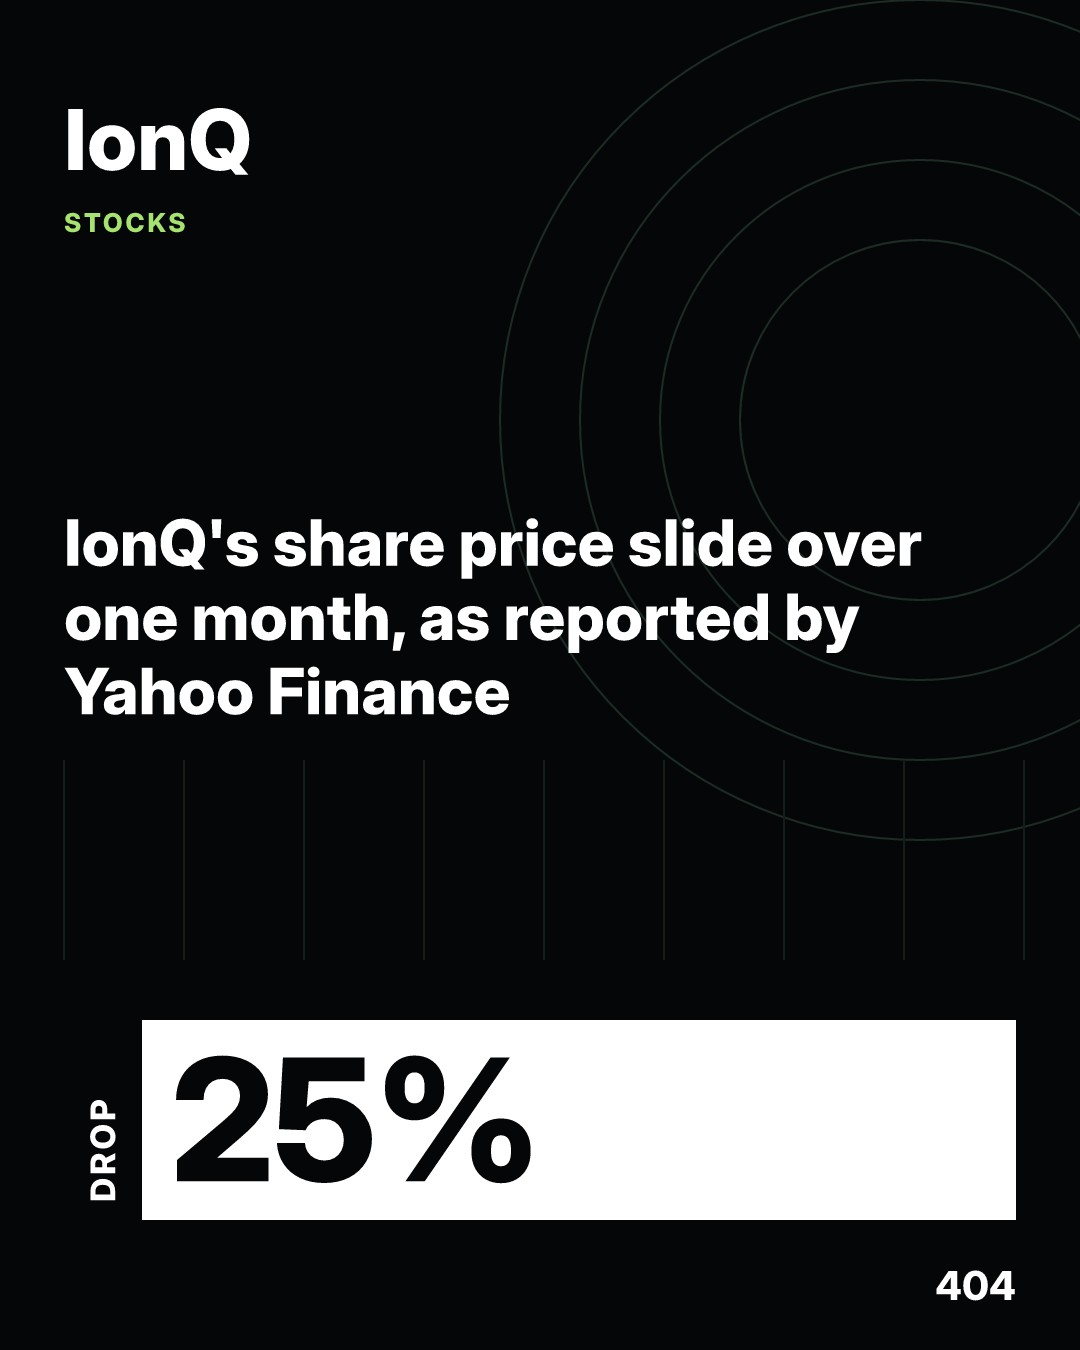 IonQ
STOCKS
IonQ's share price slide over
one month, as reported by
Yahoo Finance
DROP
25%
404